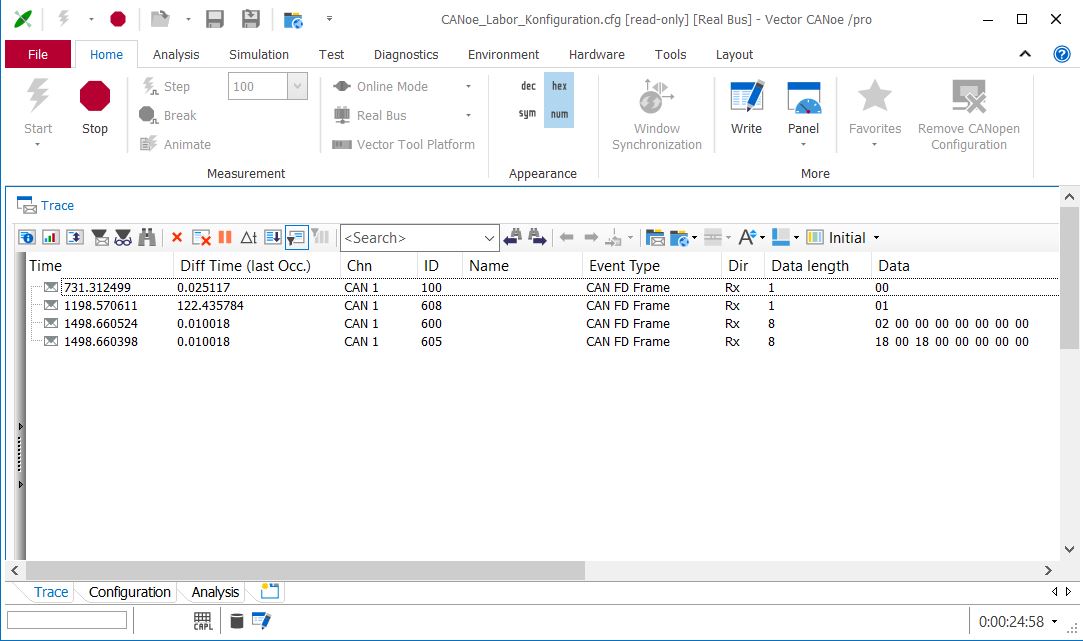 CANoe_Labor_Konfiguration.cfg [read-only] [Real Bus] - Vector CANoe /pro
File Home Analysis Simulation Test Diagnostics Environment Hardware Tools Layout
Start
Stop
Step
Break
Animate
100
Measurement
Online Mode
Real Bus
Vector Tool Platform
dec hex
sym num
Appearance
Window
Synchronization
Write
Panel
Favorites
Remove CANopen
Configuration
More
Trace
Δt <Search> A Initial
Time Diff Time (last Occ.) Chn ID Name Event Type Dir Data length Data
731.312499 0.025117 CAN 1 100 CAN FD Frame Rx 1 00
1198.570611 122.435784 CAN 1 608 CAN FD Frame Rx 1 01
1498.660524 0.010018 CAN 1 600 CAN FD Frame Rx 8 02 00 00 00 00 00 00 00
1498.660398 0.010018 CAN 1 605 CAN FD Frame Rx 8 18 00 18 00 00 00 00 00
Trace Configuration Analysis
CAPL 0:00:24:58